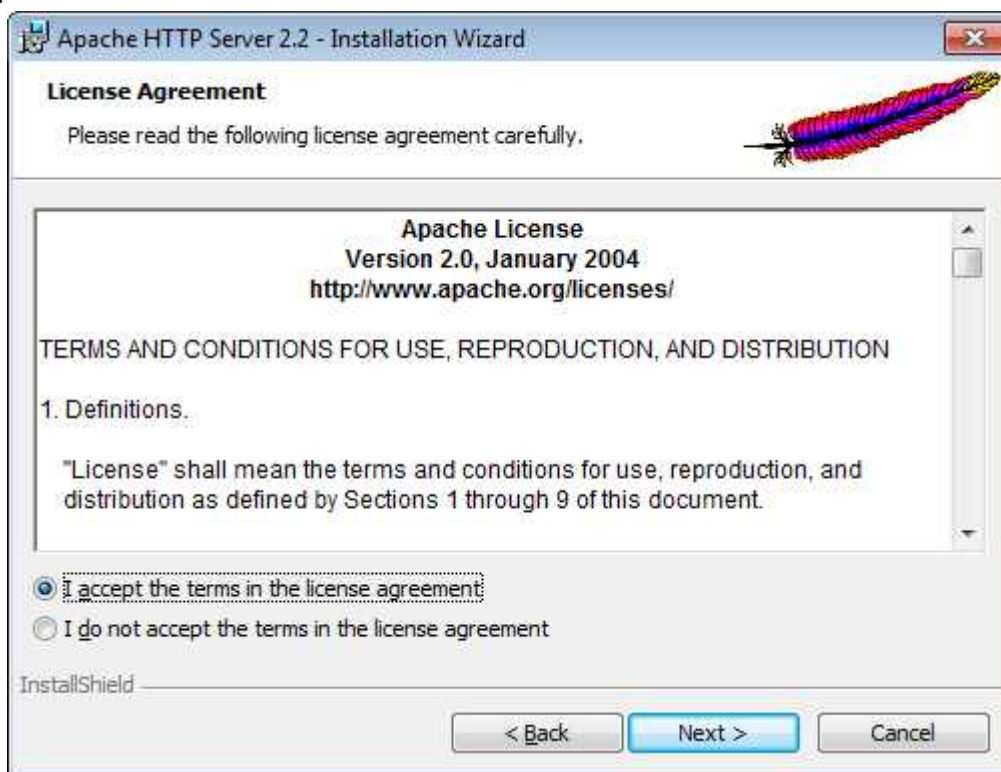 Apache HTTP Server 2.2 - Installation Wizard
License Agreement
Please read the following license agreement carefully.
Apache License
Version 2.0, January 2004
http://www.apache.org/licenses/
TERMS AND CONDITIONS FOR USE, REPRODUCTION, AND DISTRIBUTION
1. Definitions.
"License" shall mean the terms and conditions for use, reproduction, and
distribution as defined by Sections 1 through 9 of this document.
I accept the terms in the license agreement
I do not accept the terms in the license agreement
InstallShield
< Back Next > Cancel